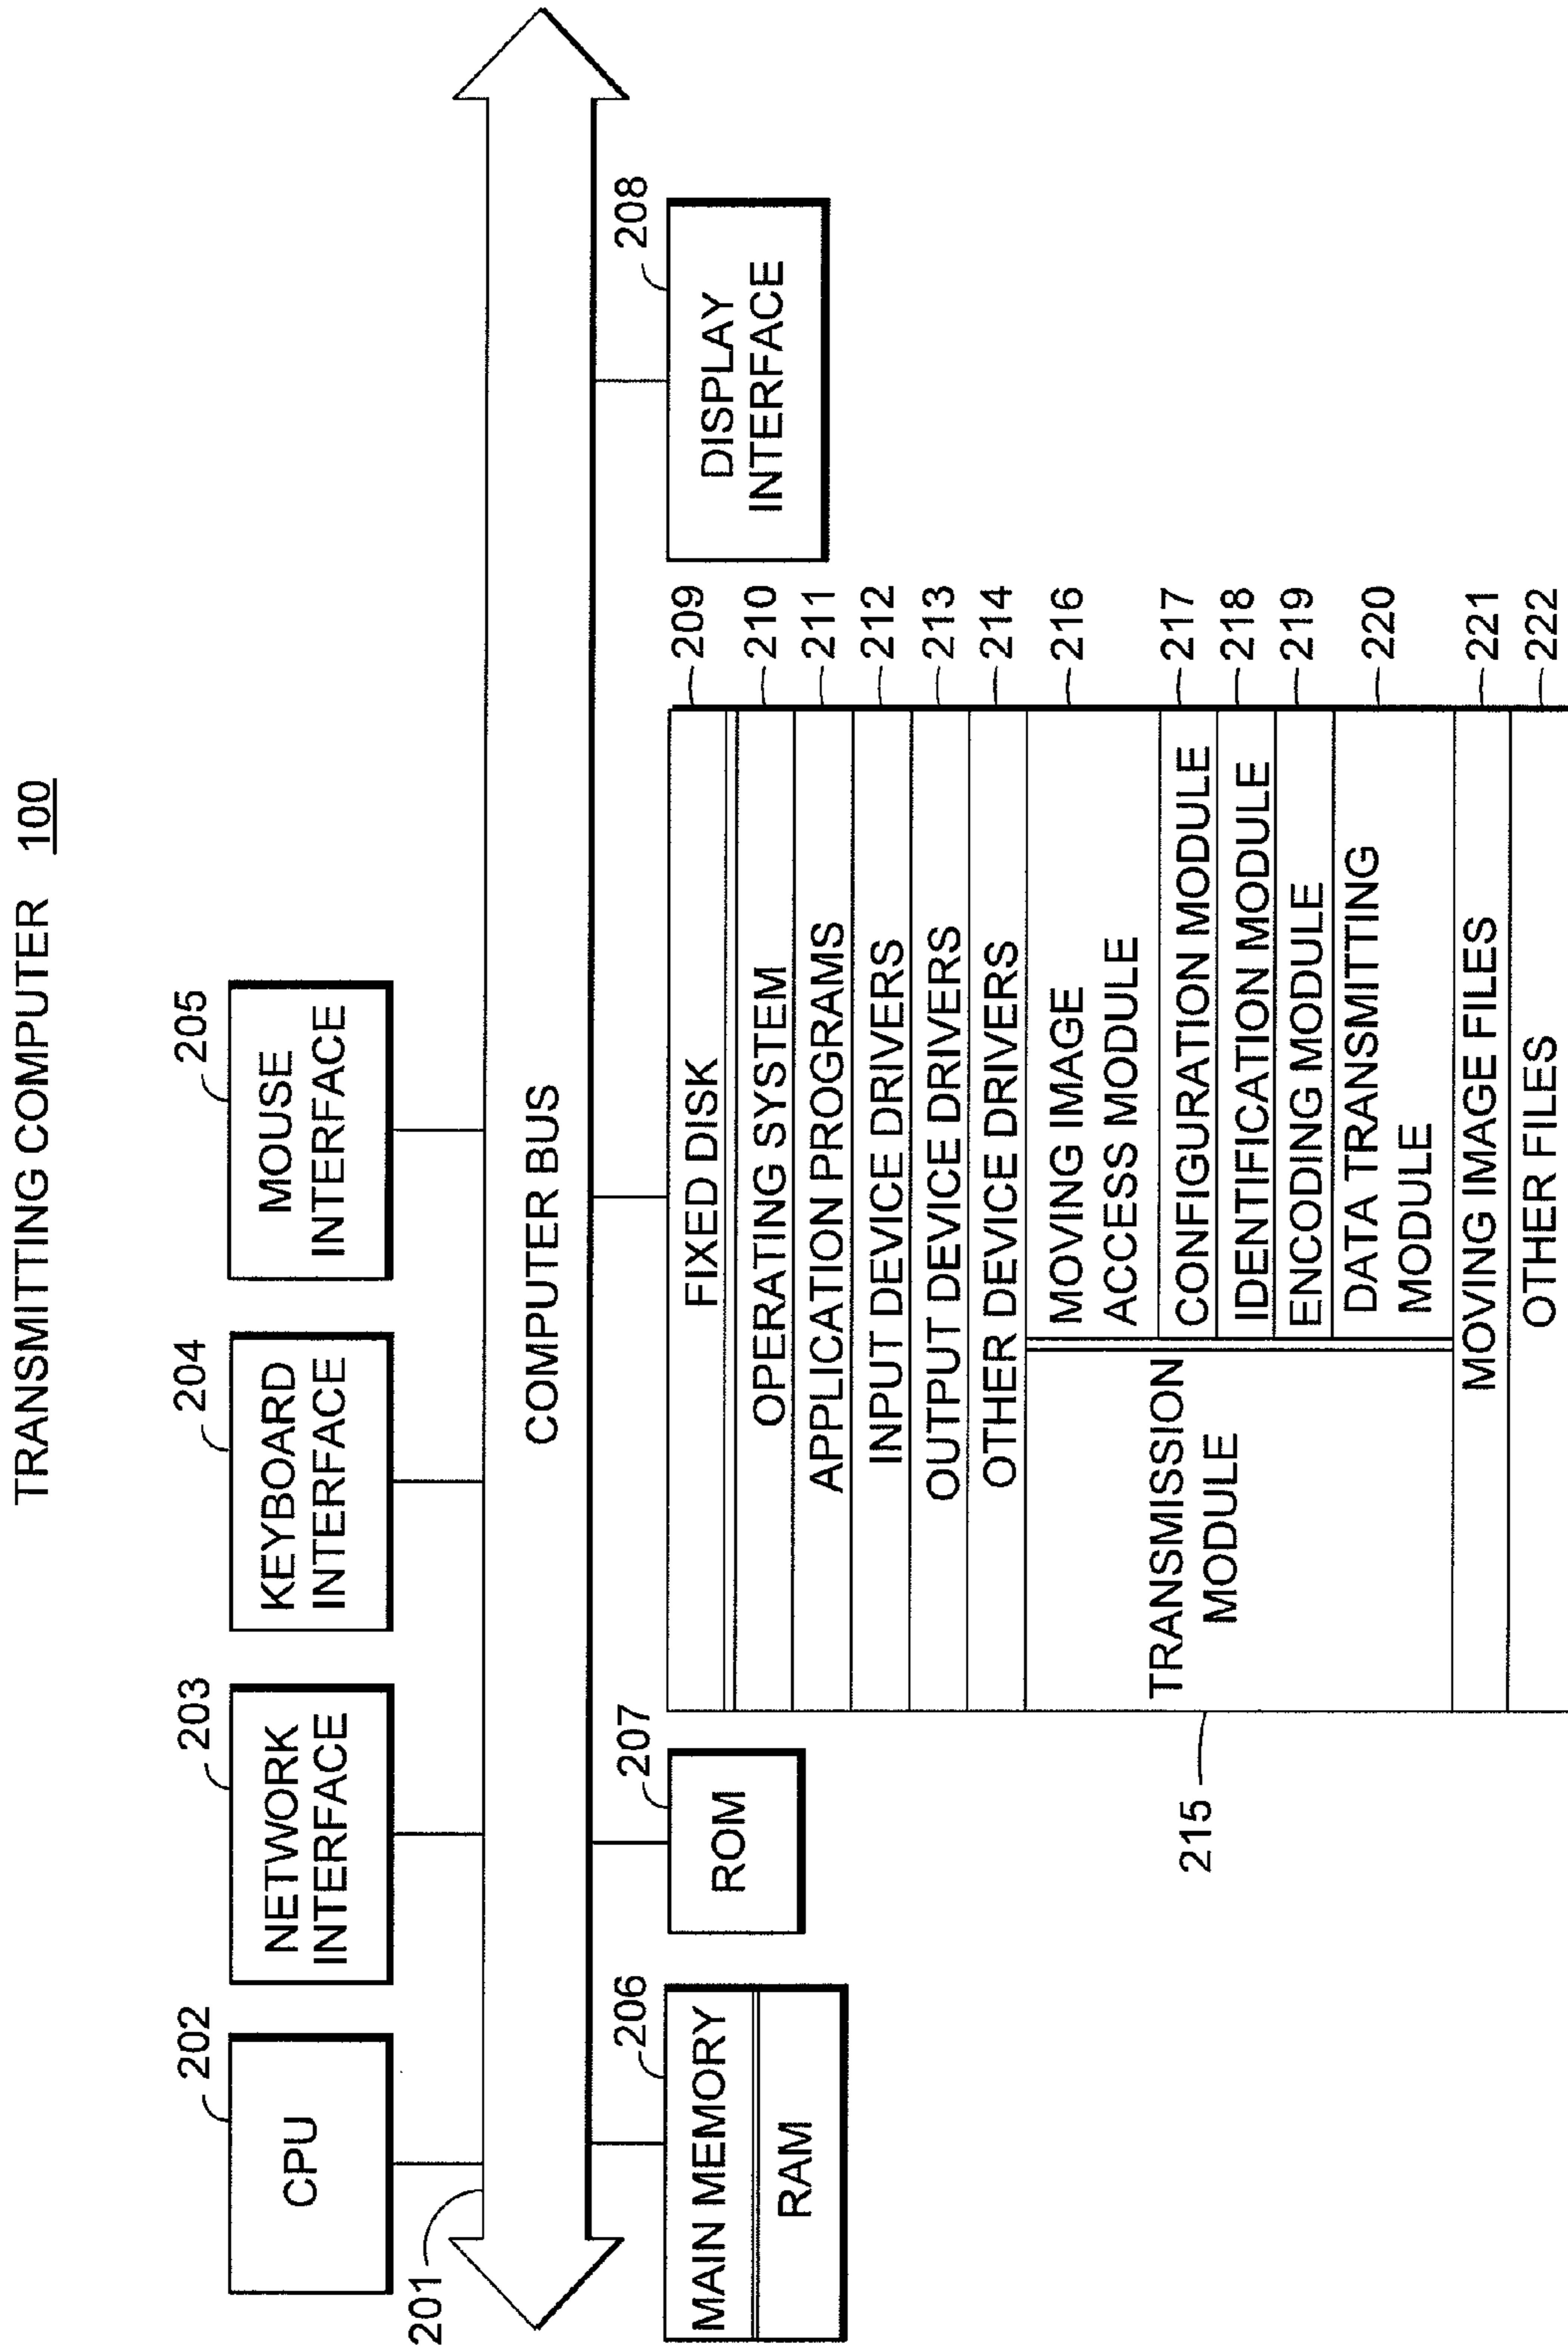 TRANSMITTING COMPUTER 100
202
203
204
205
CPU
NETWORK
INTERFACE
KEYBOARD
INTERFACE
MOUSE
INTERFACE
201
COMPUTER BUS
206
207
208
MAIN MEMORY
RAM
ROM
DISPLAY
INTERFACE
FIXED DISK
209
OPERATING SYSTEM
210
APPLICATION PROGRAMS
211
INPUT DEVICE DRIVERS
212
OUTPUT DEVICE DRIVERS
213
OTHER DEVICE DRIVERS
214
215
TRANSMISSION
MODULE
MOVING IMAGE
ACCESS MODULE
216
CONFIGURATION MODULE
217
IDENTIFICATION MODULE
218
ENCODING MODULE
219
DATA TRANSMITTING
MODULE
220
MOVING IMAGE FILES
221
OTHER FILES
222